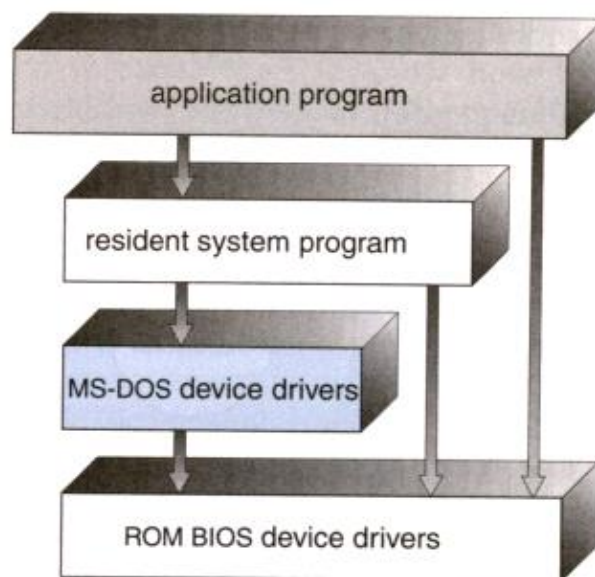 application program
resident system program
MS-DOS device drivers
ROM BIOS device drivers